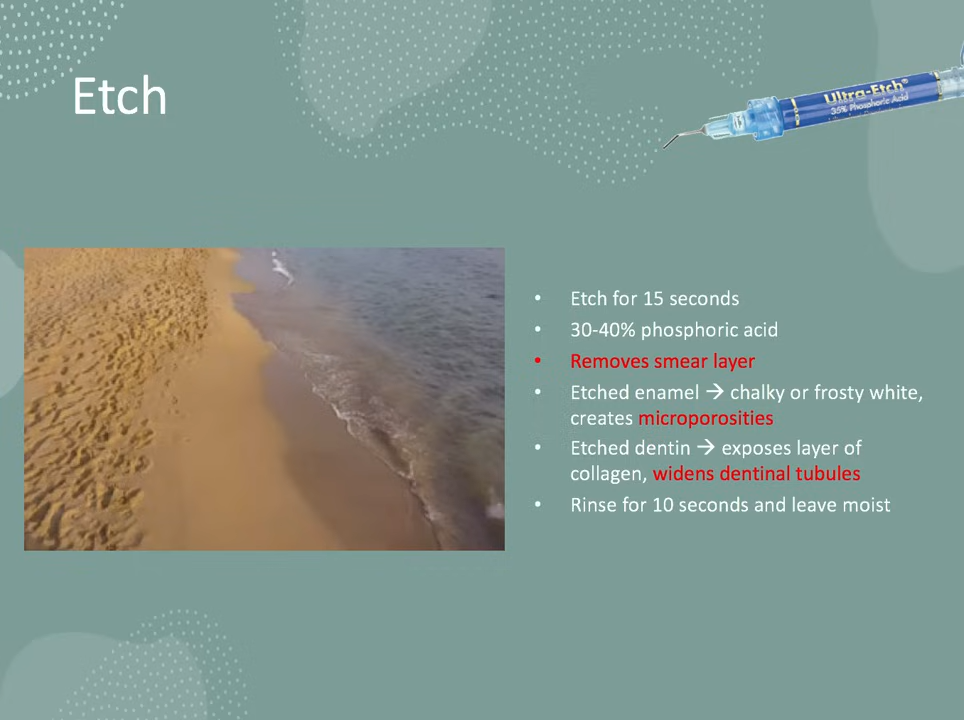 Etch
Ultra-Etch®
35% Phosphoric Acid
• Etch for 15 seconds
• 30-40% phosphoric acid
• Removes smear layer
• Etched enamel → chalky or frosty white,
creates microporosities
• Etched dentin → exposes layer of
collagen, widens dentinal tubules
• Rinse for 10 seconds and leave moist